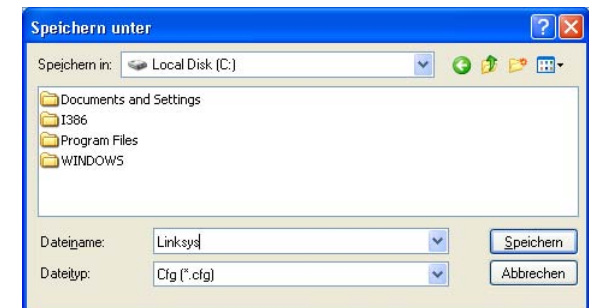 Speichern unter
Speichern in: Local Disk (C:)
Documents and Settings
I386
Program Files
WINDOWS
Dateiname: Linksys Speichern
Dateityp: Cfg (*.cfg) Abbrechen